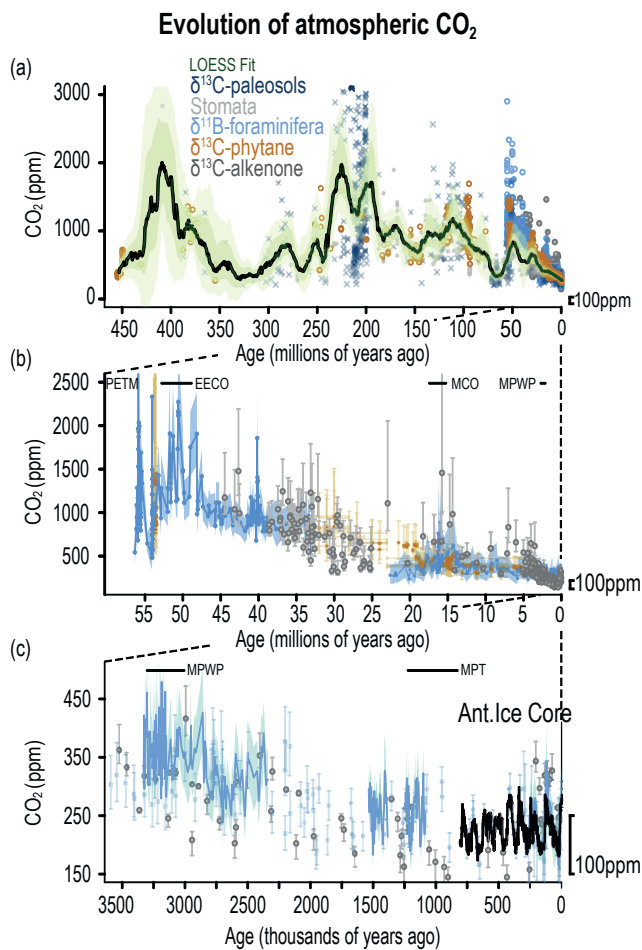 Evolution of atmospheric CO₂
(a)
LOESS Fit
δ¹³C-paleosols
Stomata
δ¹¹B-foraminifera
δ¹³C-phytane
δ¹³C-alkenone
3000
2000
1000
0
CO₂ (ppm)
450 400 350 300 250 200 150 100 50 0
Age (millions of years ago)
100ppm
(b)
PETM EECO MCO MPWP
2500
2000
1500
1000
500
CO₂ (ppm)
55 50 45 40 35 30 25 20 15 10 5 0
Age (millions of years ago)
100ppm
(c)
MPWP MPT
Ant.Ice Core
450
350
250
150
CO₂ (ppm)
3500 3000 2500 2000 1500 1000 500 0
Age (thousands of years ago)
100ppm